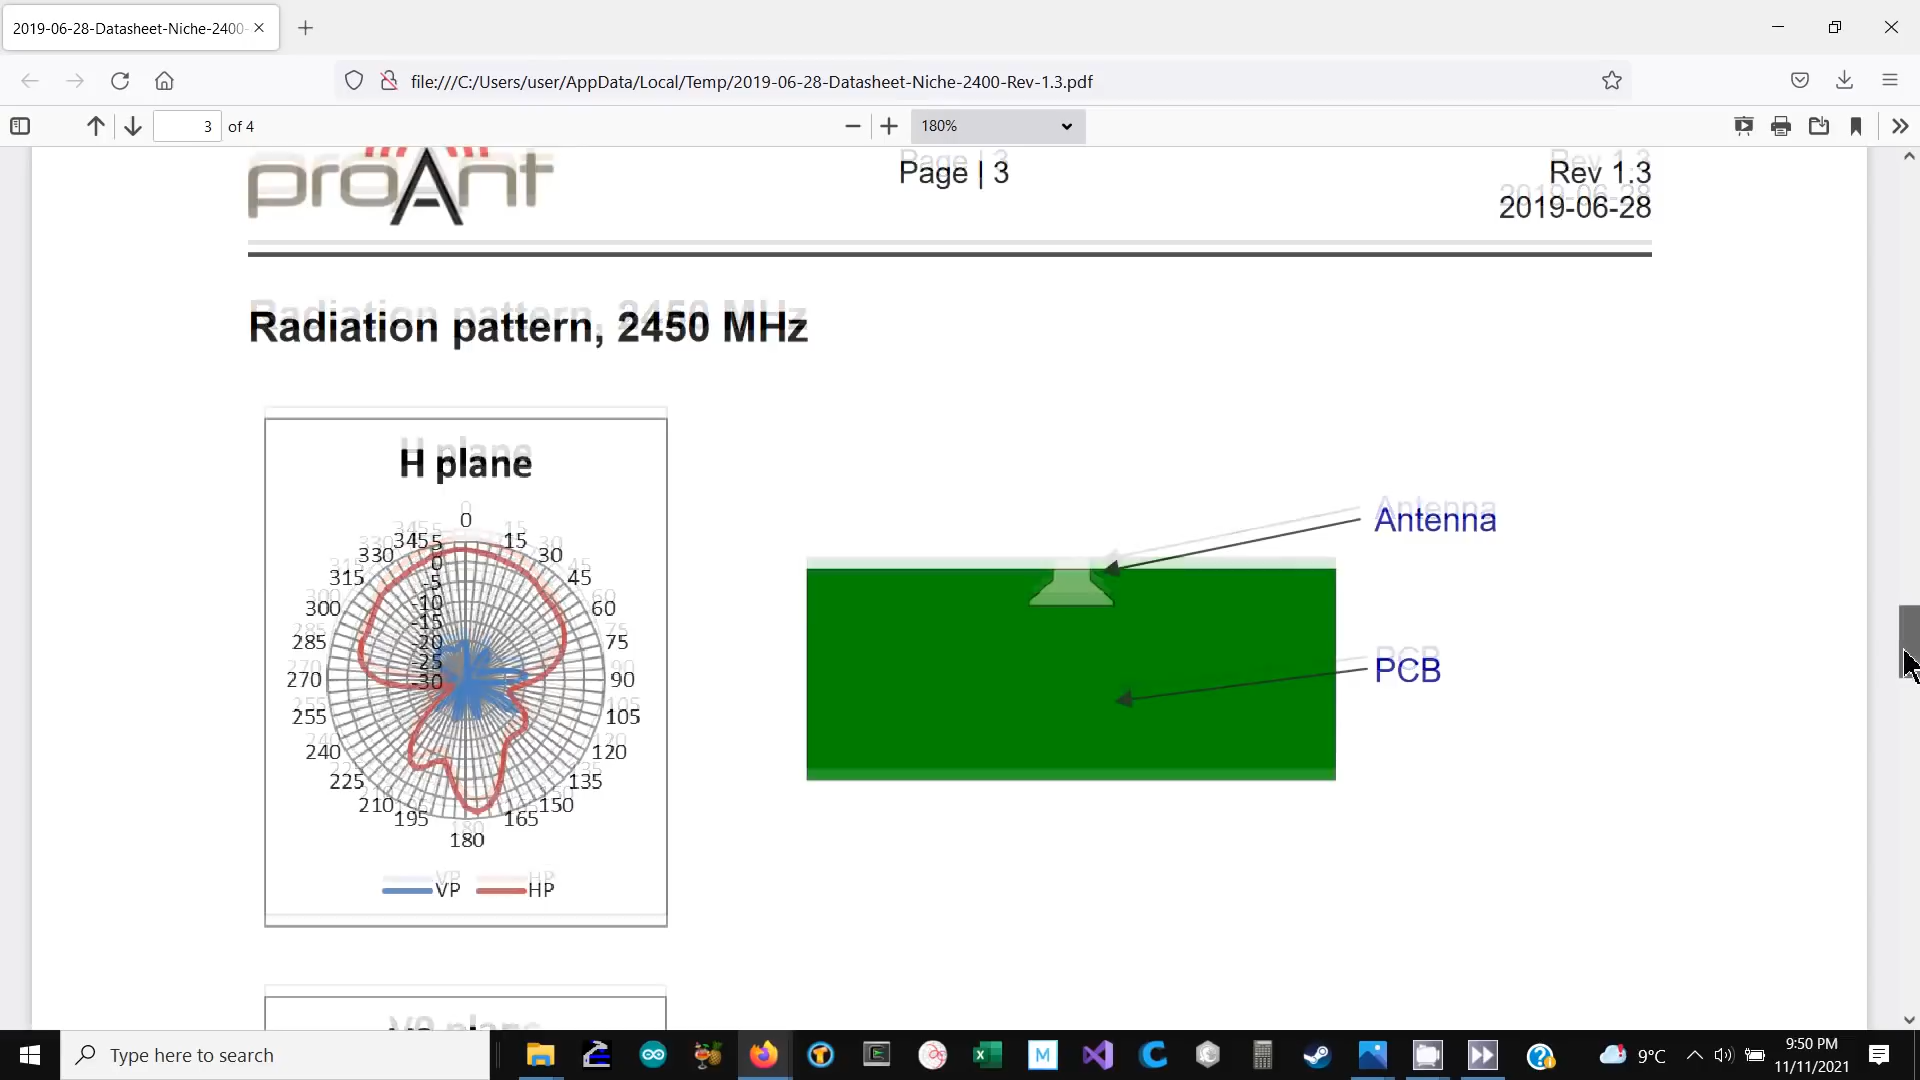 2019-06-28-Datasheet-Niche-2400-
file:///C:/Users/user/AppData/Local/Temp/2019-06-28-Datasheet-Niche-2400-Rev-1.3.pdf
3 of 4
180%
proAnt
Page | 3
Rev 1.3
2019-06-28
Radiation pattern, 2450 MHz
H plane
0
345 5 15
330 30
0
315 -5 45
300 -10 60
-15
285 -20 75
-25
270 -30 90
255 105
240 120
225 135
210 150
195 165
180
VP HP
Antenna
PCB
Type here to search
9°C
9:50 PM
11/11/2021